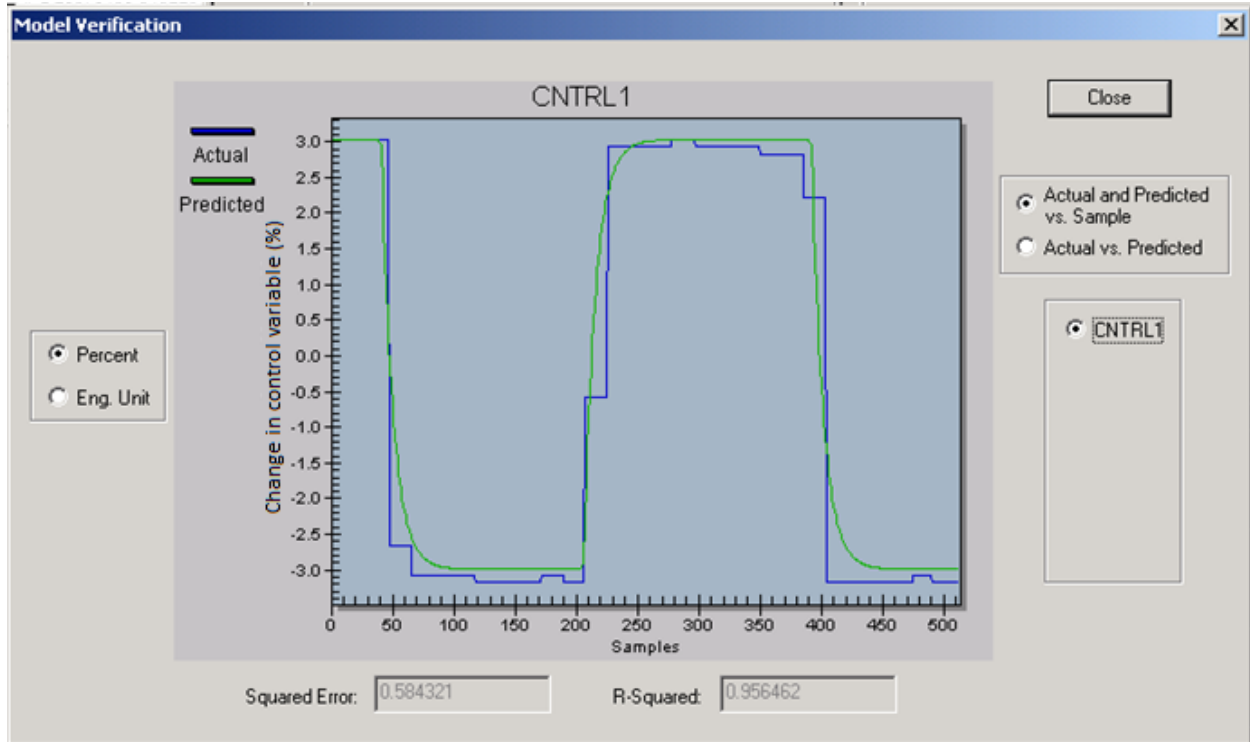 Model Verification
CNTRL1
Close
Actual
Predicted
Change in control variable (%)
3.0
2.5
2.0
1.5
1.0
0.5
0.0
-0.5
-1.0
-1.5
-2.0
-2.5
-3.0
0 50 100 150 200 250 300 350 400 450 500
Samples
Percent
Eng. Unit
Actual and Predicted
vs. Sample
Actual vs. Predicted
CNTRL1
Squared Error: 0.584321
R-Squared: 0.956462